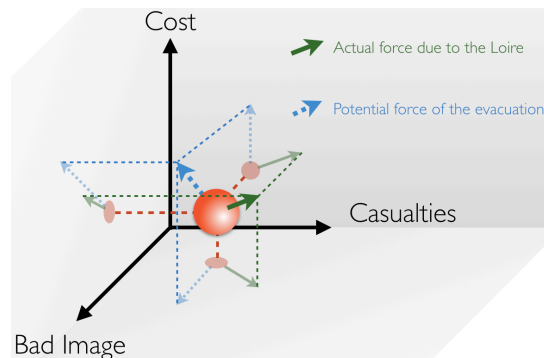 Cost
Actual force due to the Loire
Potential force of the evacuation
Casualties
Bad Image